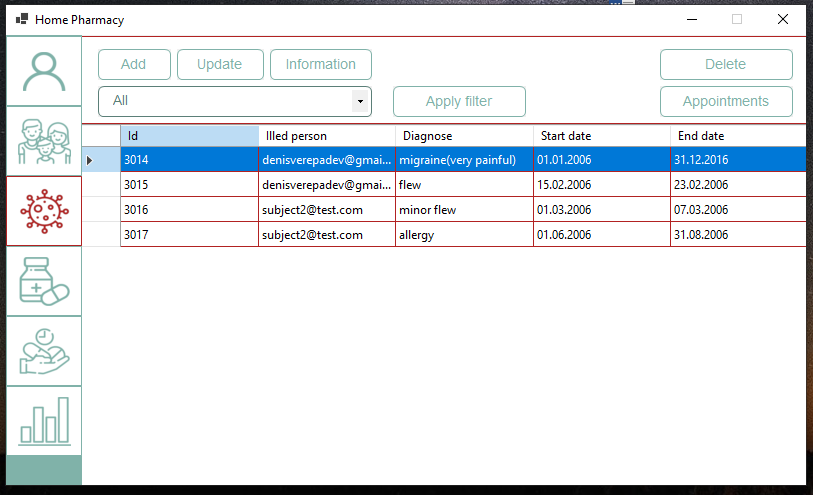 Home Pharmacy
Add Update Information Delete
All Apply filter Appointments
Id Illed person Diagnose Start date End date
3014 denisverepadev@gmai... migraine(very painful) 01.01.2006 31.12.2016
3015 denisverepadev@gmai... flew 15.02.2006 23.02.2006
3016 subject2@test.com minor flew 01.03.2006 07.03.2006
3017 subject2@test.com allergy 01.06.2006 31.08.2006